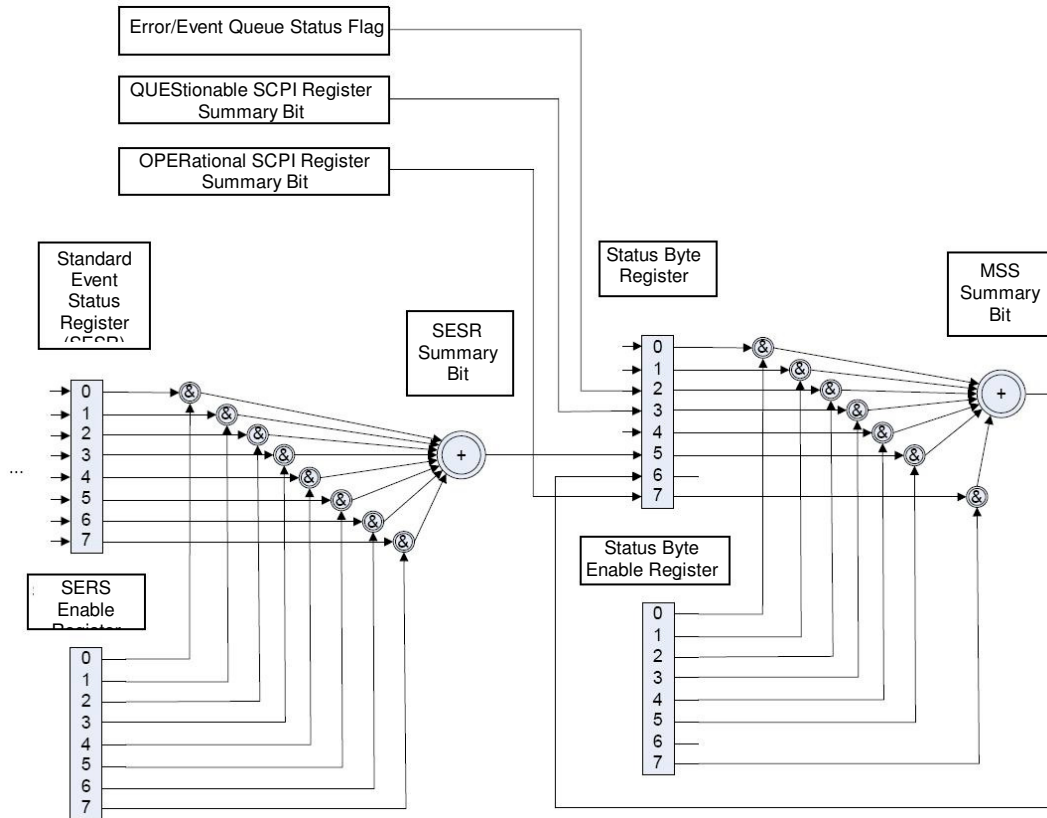 Error/Event Queue Status Flag
QUEStionable SCPI Register
Summary Bit
OPERational SCPI Register
Summary Bit
Standard
Event
Status
Register
(SESR)
SESR
Summary
Bit
Status Byte
Register
MSS
Summary
Bit
0
1
2
3
4
5
6
7
&
&
&
&
&
&
&
&
+
...
0
1
2
3
4
5
6
7
&
&
&
&
&
&
&
+
SERS
Enable
Register
0
1
2
3
4
5
6
7
Status Byte
Enable Register
0
1
2
3
4
5
6
7